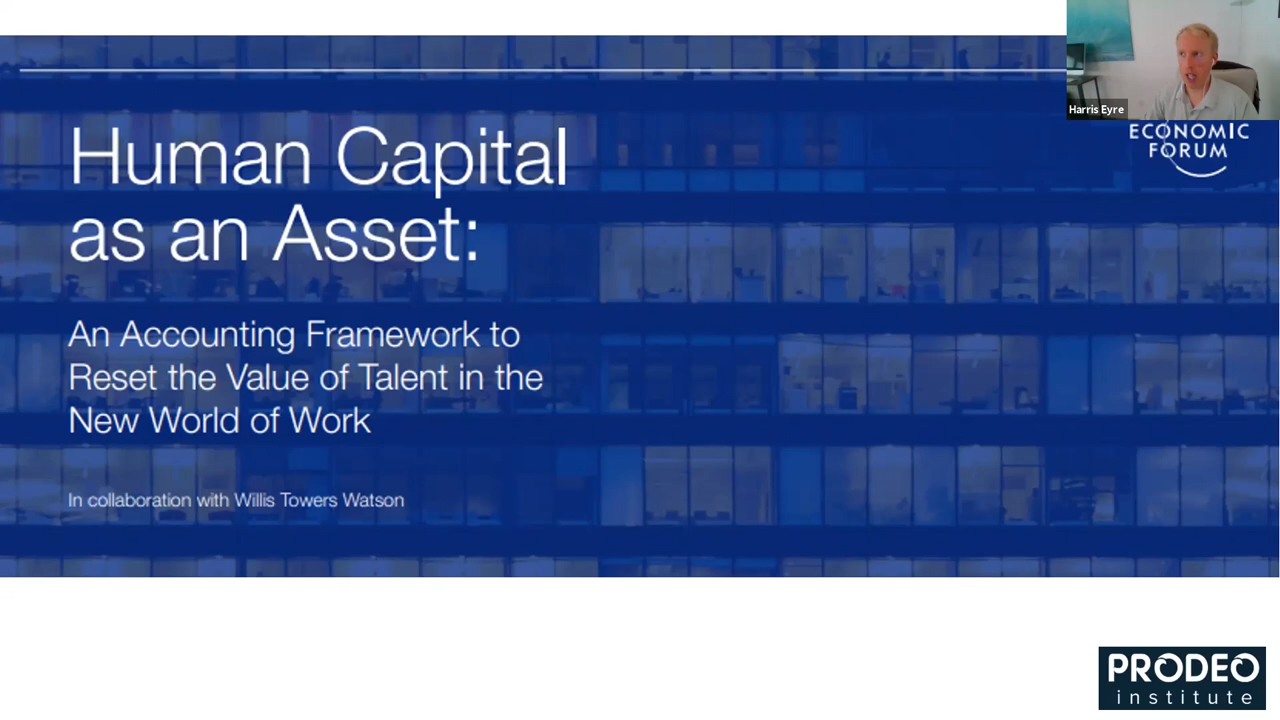 Human Capital
as an Asset:
An Accounting Framework to
Reset the Value of Talent in the
New World of Work
In collaboration with Willis Towers Watson
Harris Eyre
ECONOMIC
FORUM
PRODEO
institute